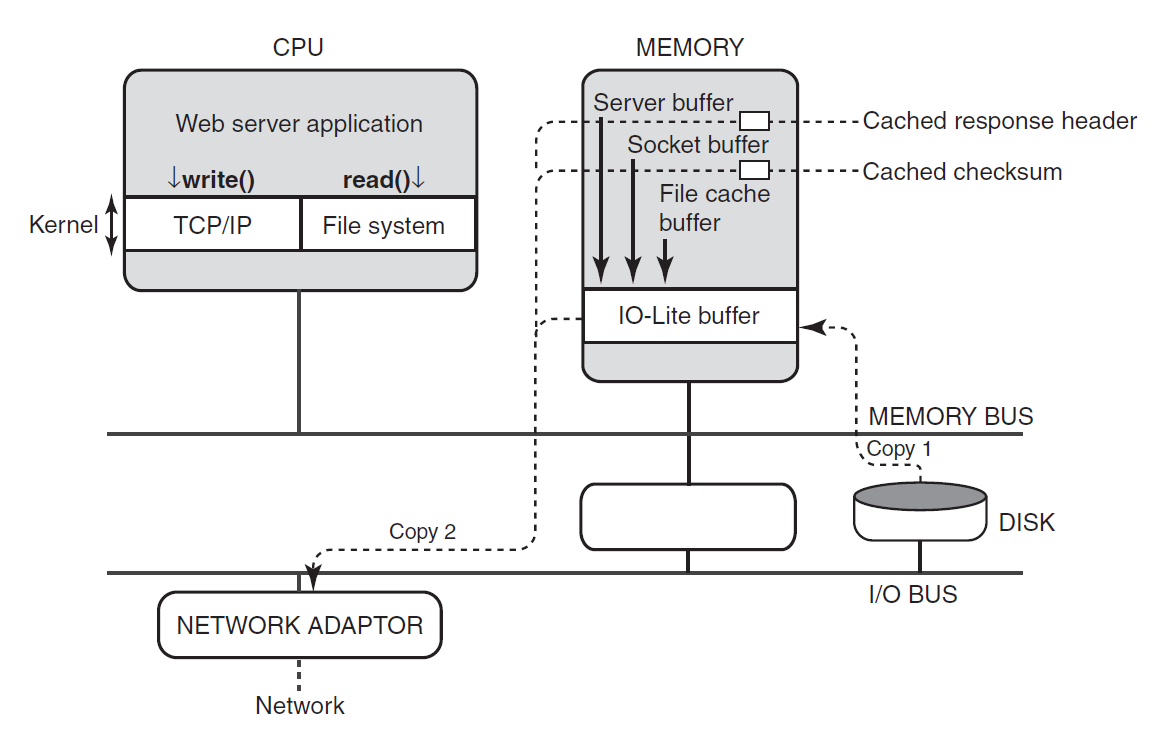 CPU
MEMORY
Web server application
↓write()
read()↓
Kernel
TCP/IP
File system
Server buffer
Socket buffer
File cache
buffer
IO-Lite buffer
Cached response header
Cached checksum
MEMORY BUS
Copy 1
DISK
Copy 2
I/O BUS
NETWORK ADAPTOR
Network